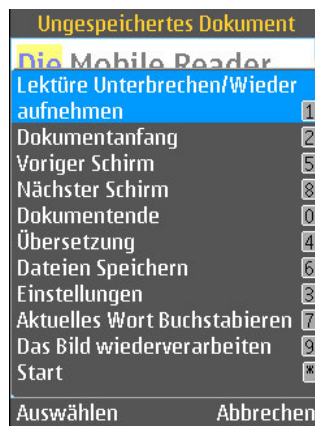 Ungespeichertes Dokument
Die Mobile Reader
Lektüre Unterbrechen/Wieder
aufnehmen 1
Dokumentanfang 2
Voriger Schirm 5
Nächster Schirm 8
Dokumentende 0
Übersetzung 4
Dateien Speichern 6
Einstellungen 3
Aktuelles Wort Buchstabieren 7
Das Bild wiederverarbeiten 9
Start *
Auswählen Abbrechen